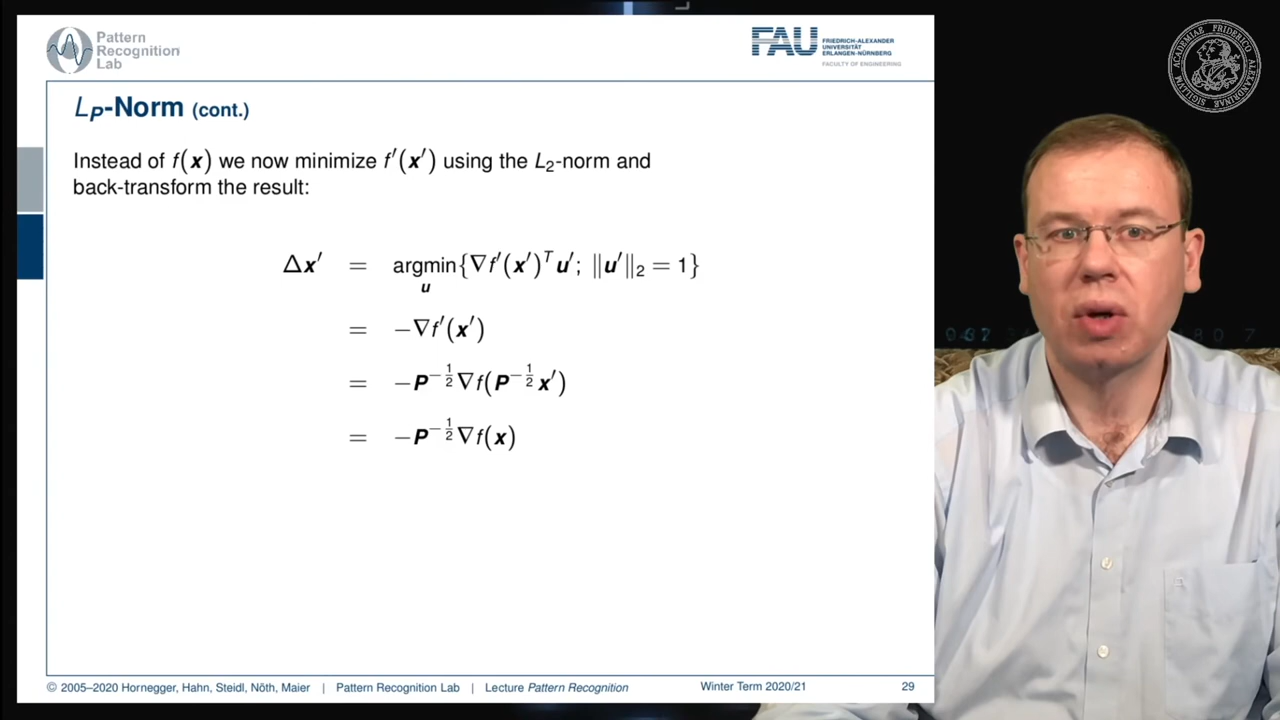 Pattern
Recognition
Lab
FAU
FRIEDRICH-ALEXANDER
UNIVERSITÄT
ERLANGEN-NÜRNBERG
FACULTY OF ENGINEERING
L_P-Norm (cont.)
Instead of f(x) we now minimize f′(x′) using the L₂-norm and
back-transform the result:
Δx′ = argmin_u {∇f′(x′)ᵀu′; ‖u′‖₂ = 1}
= −∇f′(x′)
= −P^{−1/2}∇f(P^{−1/2}x′)
= −P^{−1/2}∇f(x)
© 2005–2020 Hornegger, Hahn, Steidl, Nöth, Maier | Pattern Recognition Lab | Lecture Pattern Recognition Winter Term 2020/21 29